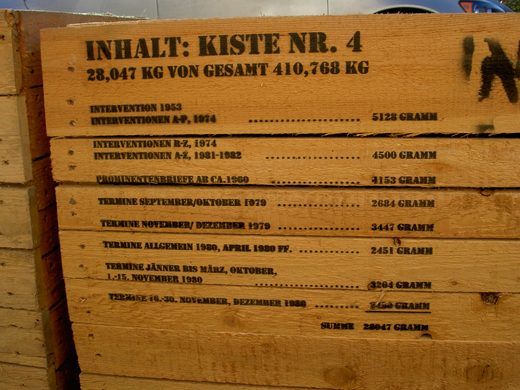 INHALT: KISTE NR. 4
28,047 KG VON GESAMT 410,768 KG
INTERVENTION 1953
INTERVENTIONEN A-P, 1974 ........................ 5128 GRAMM
INTERVENTIONEN R-Z, 1974
INTERVENTIONEN A-Z, 1981-1982 .................... 4500 GRAMM
PROMINENTENBRIEFE AB CA.1960 .................... 4153 GRAMM
TERMINE SEPTEMBER/OKTOBER 1979 ............... 2684 GRAMM
TERMINE NOVEMBER/ DEZEMBER 1979 ............... 3447 GRAMM
TERMINE ALLGEMEIN 1980, APRIL 1980 FF. ........... 2451 GRAMM
TERMINE JÄNNER BIS MÄRZ, OKTOBER,
1.-15. NOVEMBER 1980 ...................... 3204 GRAMM
TERMINE 16.-30. NOVEMBER, DEZEMBER 1980 .......... 2480 GRAMM
SUMME 28047 GRAMM